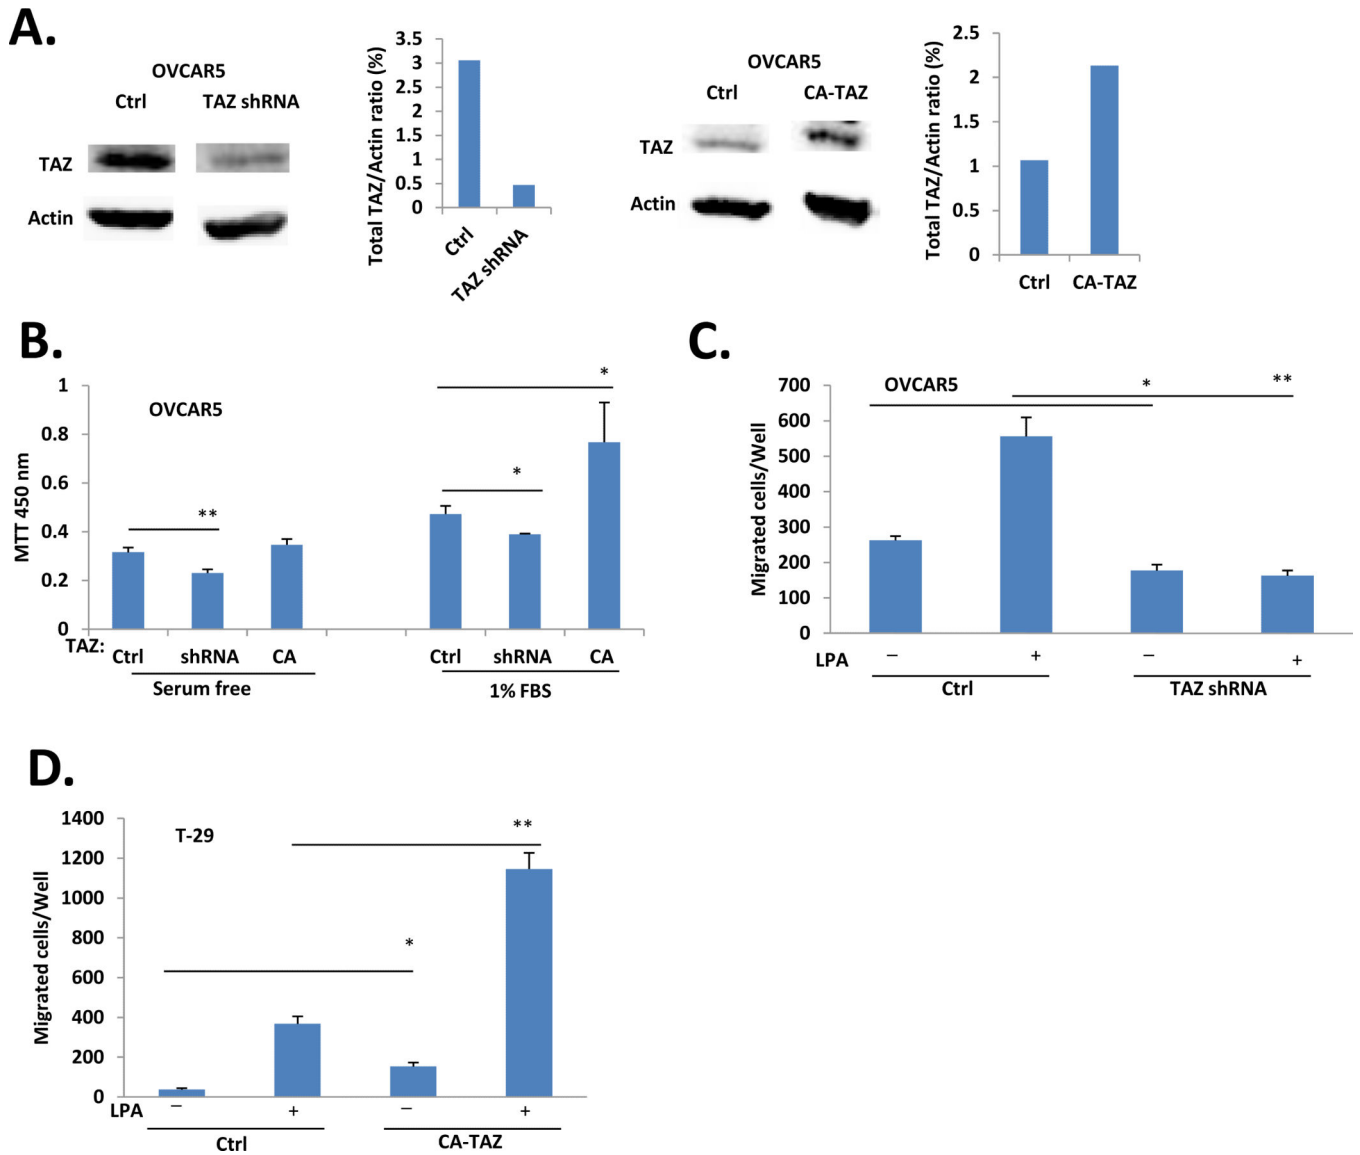 A.
OVCAR5
Ctrl TAZ shRNA
TAZ
Actin
Total TAZ/Actin ratio (%)
3.5
3
2.5
2
1.5
1
0.5
0
Ctrl
TAZ shRNA
OVCAR5
Ctrl CA-TAZ
TAZ
Actin
Total TAZ/Actin ratio (%)
2.5
2
1.5
1
0.5
0
Ctrl CA-TAZ
B.
MTT 450 nm
1
0.8
0.6
0.4
0.2
0
OVCAR5
**
*
*
TAZ:
Ctrl shRNA CA Ctrl shRNA CA
Serum free 1% FBS
C.
Migrated cells/Well
700
600
500
400
300
200
100
0
OVCAR5
* **
LPA – + – +
Ctrl TAZ shRNA
D.
Migrated cells/Well
1400
1200
1000
800
600
400
200
0
T-29
**
*
LPA – + – +
Ctrl CA-TAZ